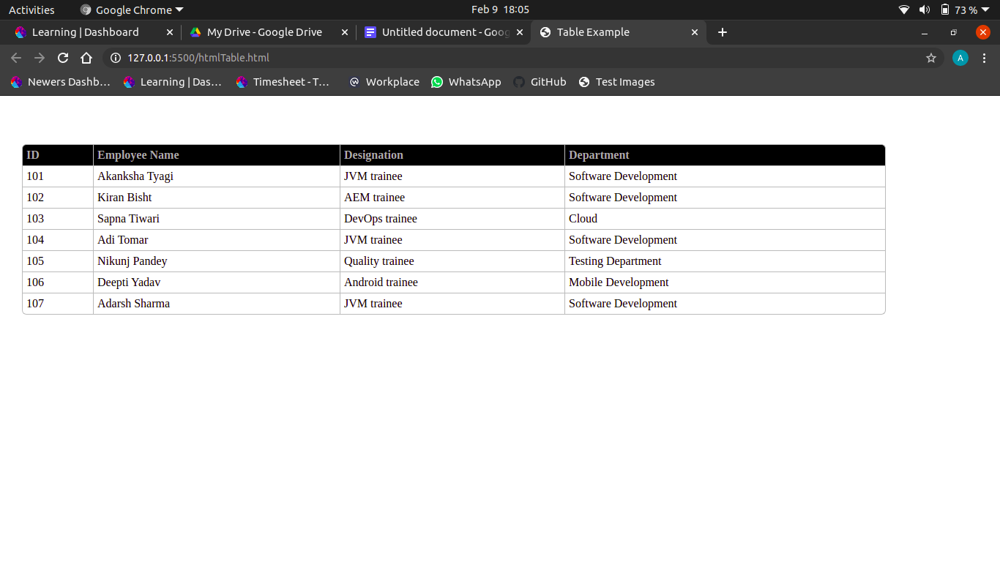 Activities Google Chrome Feb 9 18:05 73 %
Learning | Dashboard My Drive - Google Drive Untitled document - Goog Table Example
127.0.0.1:5500/htmlTable.html A
Newers Dashb... Learning | Das... Timesheet - T... Workplace WhatsApp GitHub Test Images
ID Employee Name Designation Department
101 Akanksha Tyagi JVM trainee Software Development
102 Kiran Bisht AEM trainee Software Development
103 Sapna Tiwari DevOps trainee Cloud
104 Adi Tomar JVM trainee Software Development
105 Nikunj Pandey Quality trainee Testing Department
106 Deepti Yadav Android trainee Mobile Development
107 Adarsh Sharma JVM trainee Software Development